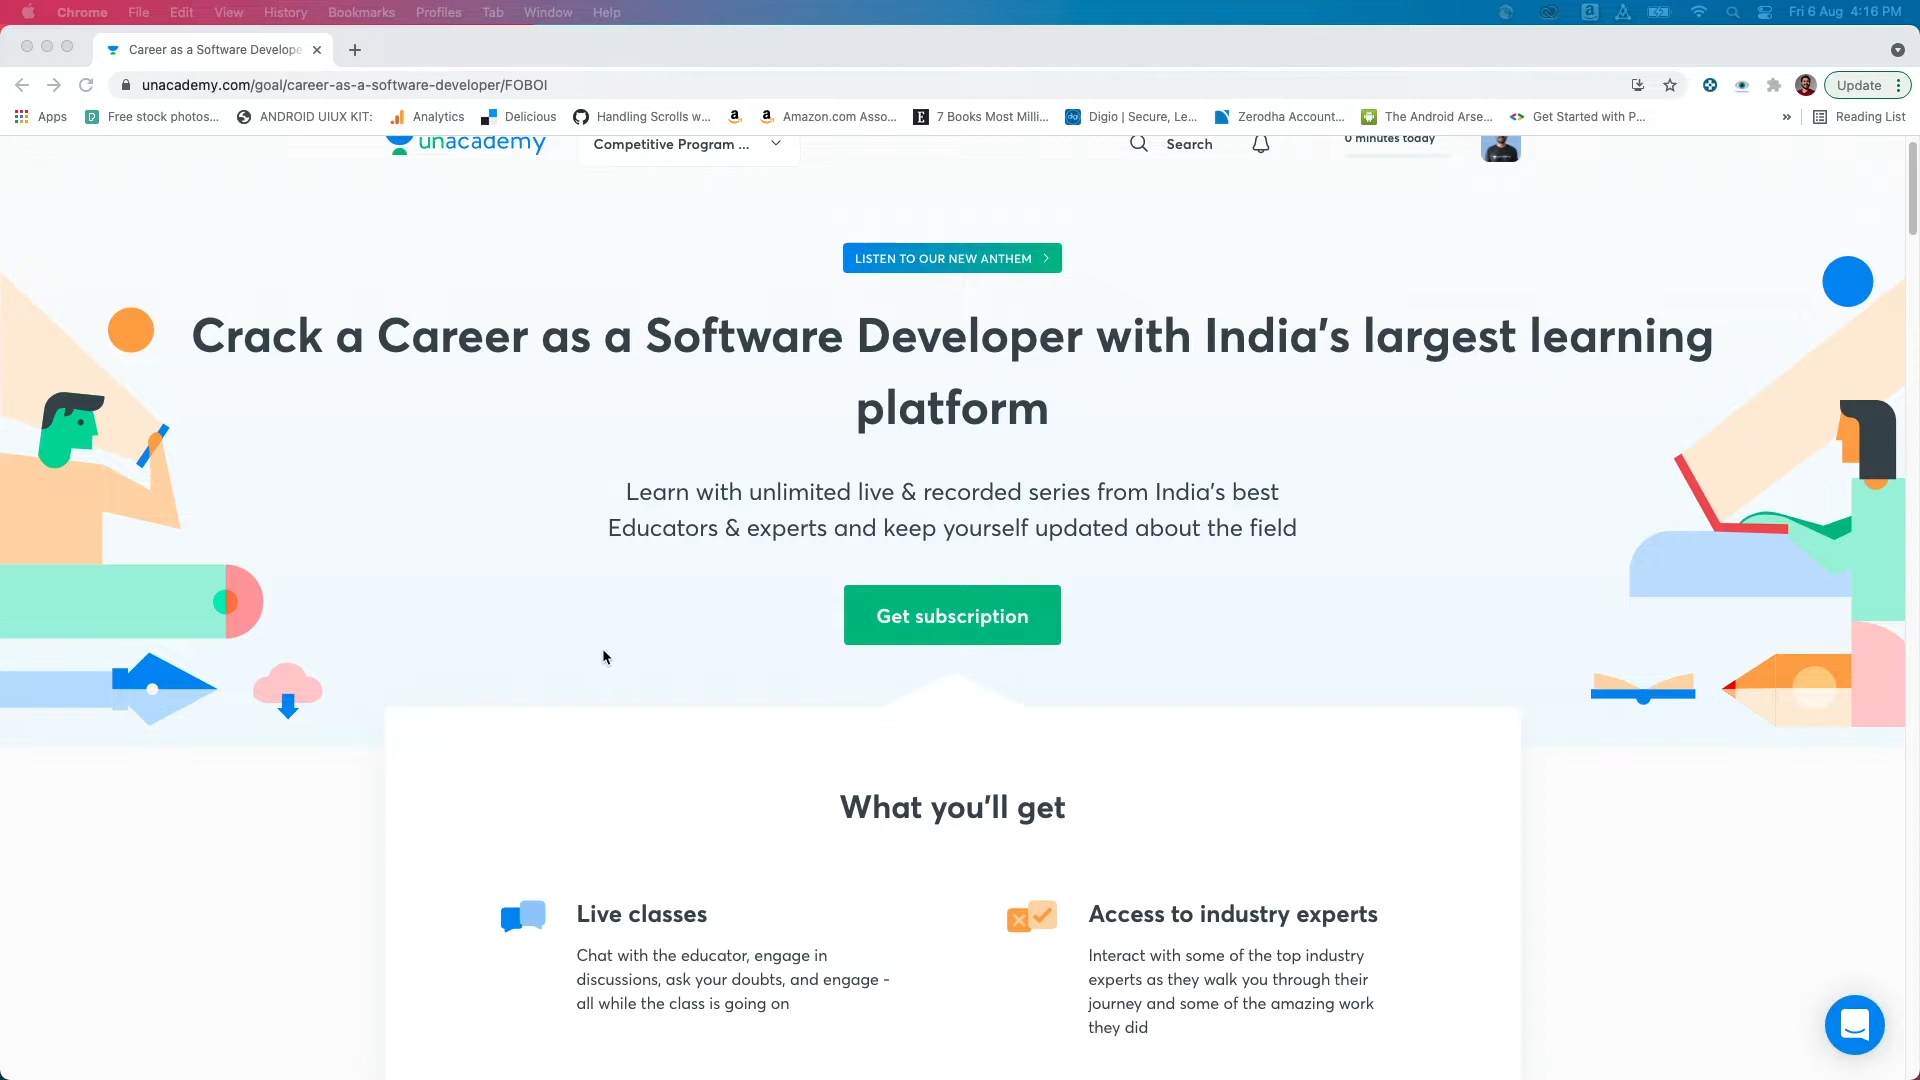 Chrome File Edit View History Bookmarks Profiles Tab Window Help Fri 6 Aug 4:16 PM
Career as a Software Develope
unacademy.com/goal/career-as-a-software-developer/FOBOI Update
Apps Free stock photos... ANDROID UIUX KIT: Analytics Delicious Handling Scrolls w... Amazon.com Asso... 7 Books Most Milli... Digio | Secure, Le... Zerodha Account... The Android Arse... Get Started with P... » Reading List
unacademy Competitive Program ... Search 0 minutes today
LISTEN TO OUR NEW ANTHEM
Crack a Career as a Software Developer with India's largest learning
platform
Learn with unlimited live & recorded series from India's best
Educators & experts and keep yourself updated about the field
Get subscription
What you'll get
Live classes
Chat with the educator, engage in
discussions, ask your doubts, and engage -
all while the class is going on
Access to industry experts
Interact with some of the top industry
experts as they walk you through their
journey and some of the amazing work
they did